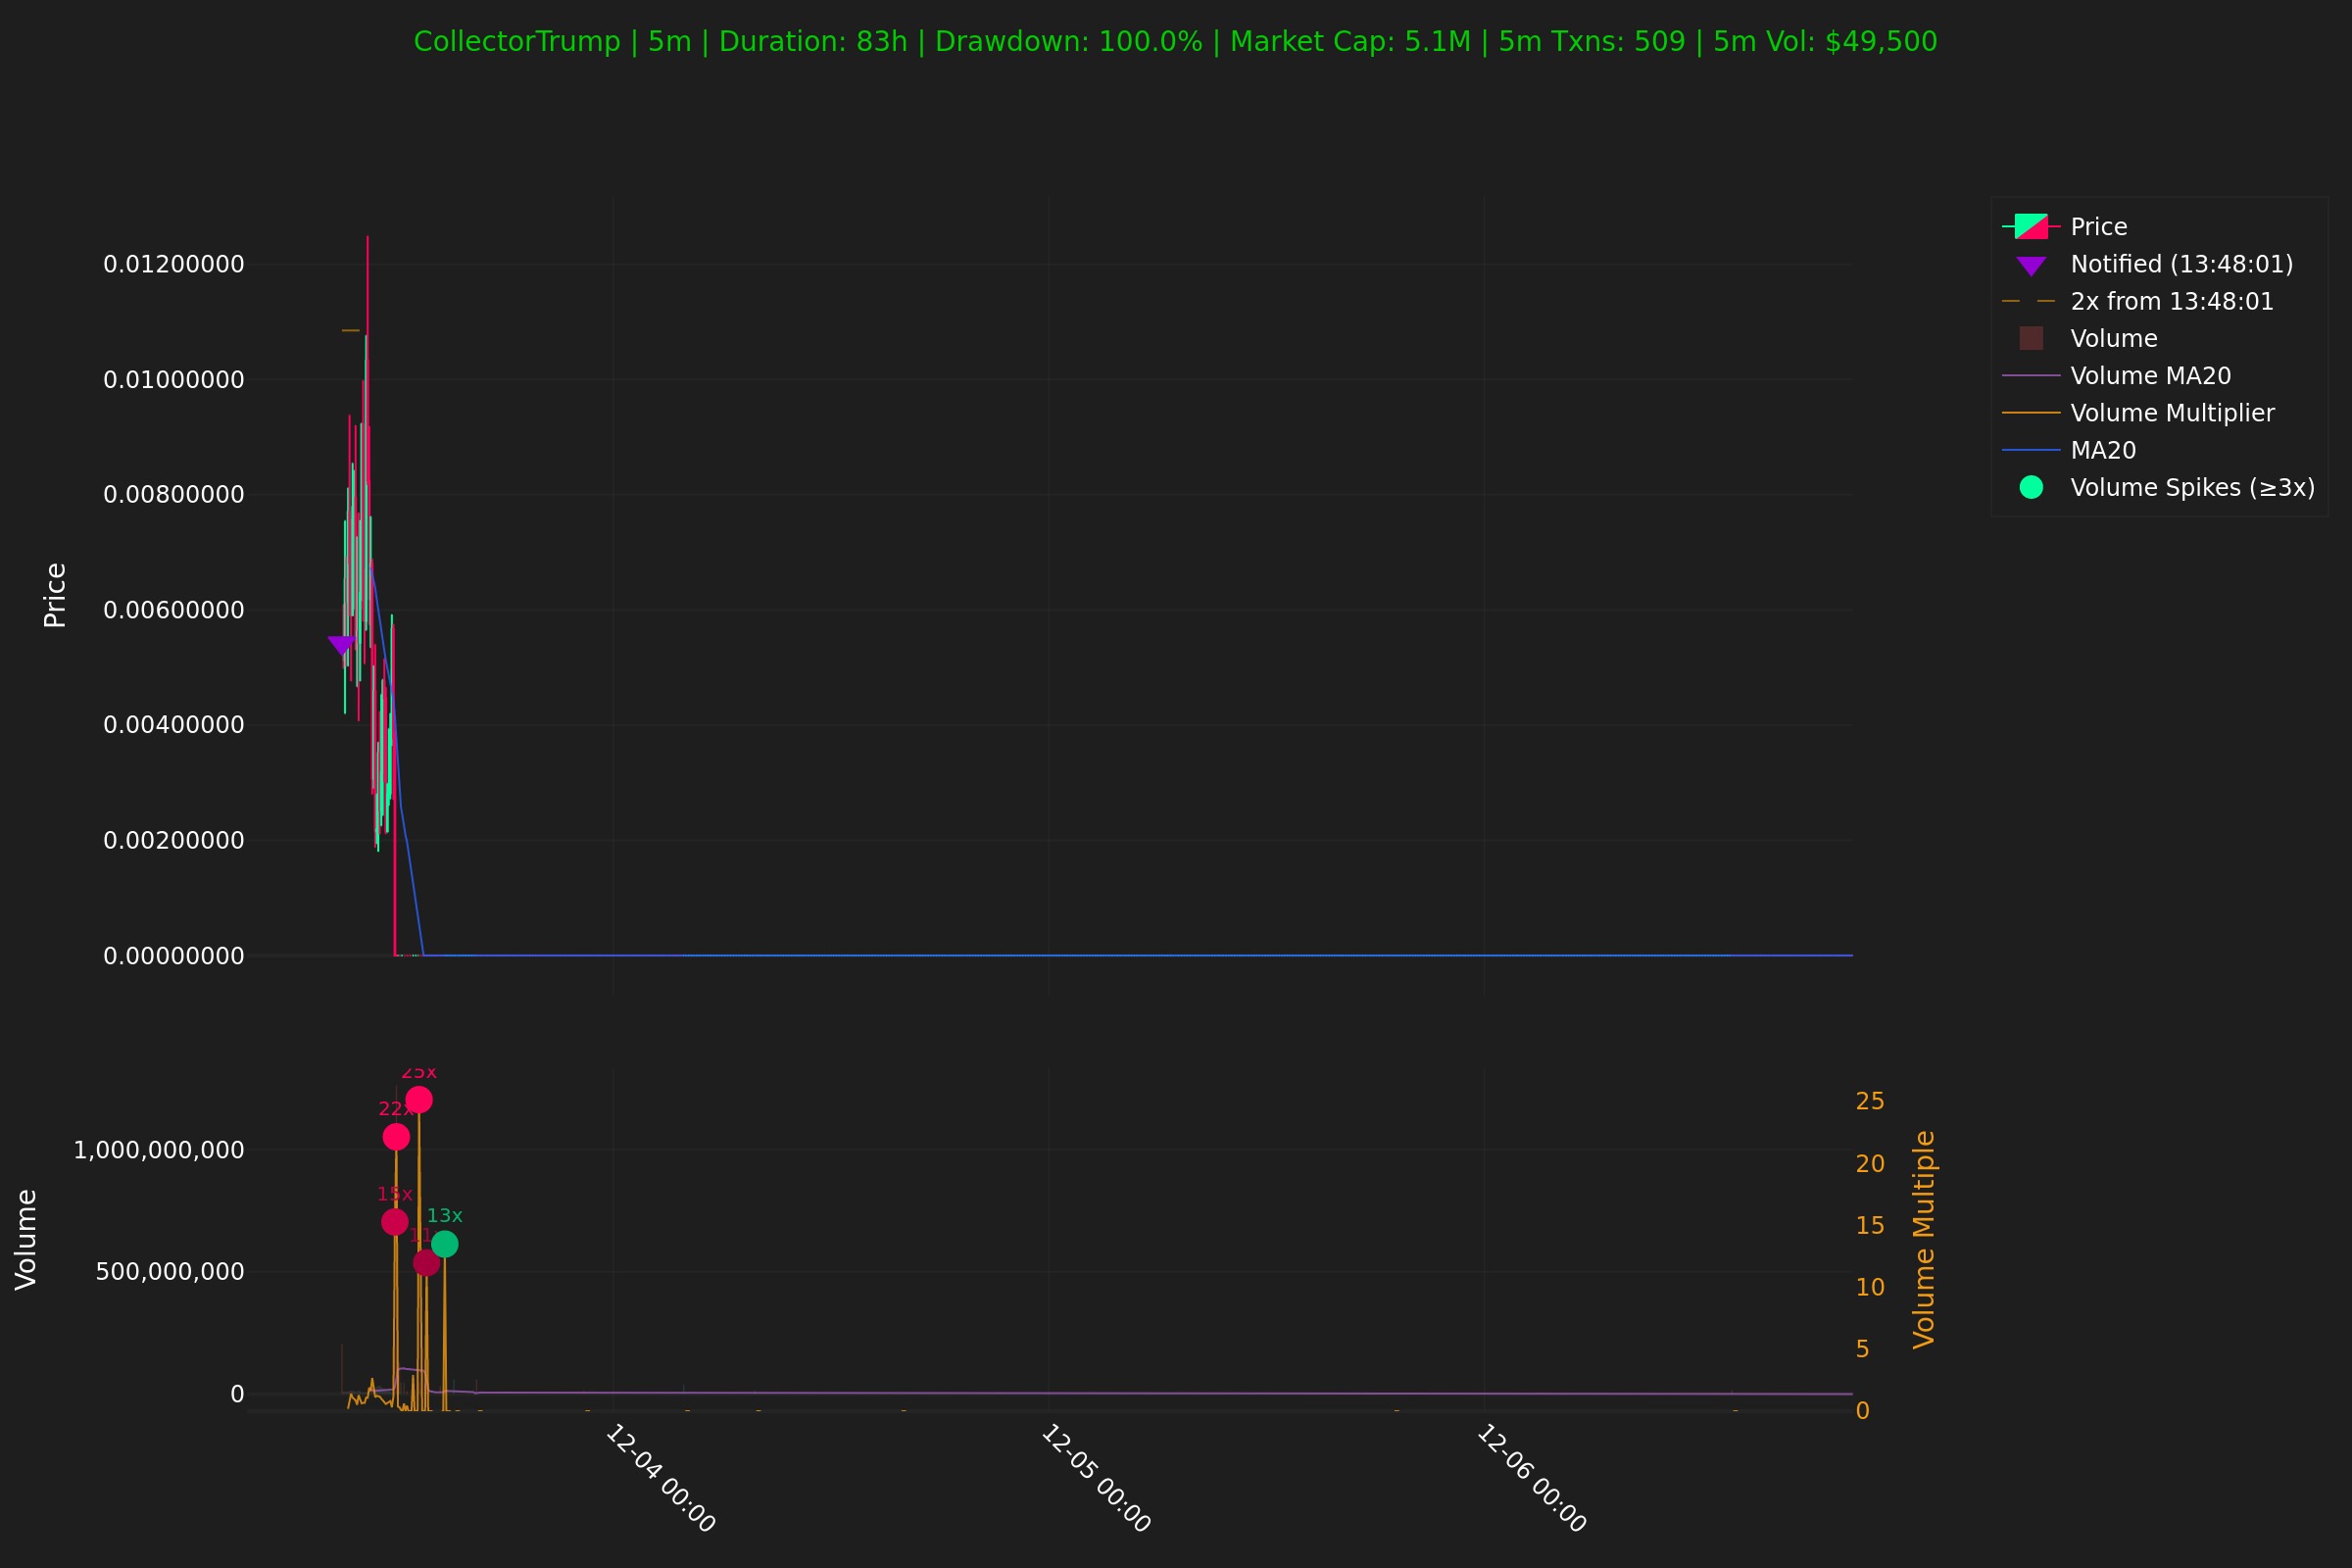 CollectorTrump | 5m | Duration: 83h | Drawdown: 100.0% | Market Cap: 5.1M | 5m Txns: 509 | 5m Vol: $49,500
Price
0.01200000
0.01000000
0.00800000
0.00600000
0.00400000
0.00200000
0.00000000
Price
Notified (13:48:01)
2x from 13:48:01
Volume
Volume MA20
Volume Multiplier
MA20
Volume Spikes (≥3x)
Volume
1,000,000,000
500,000,000
0
25x
22x
15x
13x
25
20
15
10
5
0
Volume Multiple
12-04 00:00
12-05 00:00
12-06 00:00